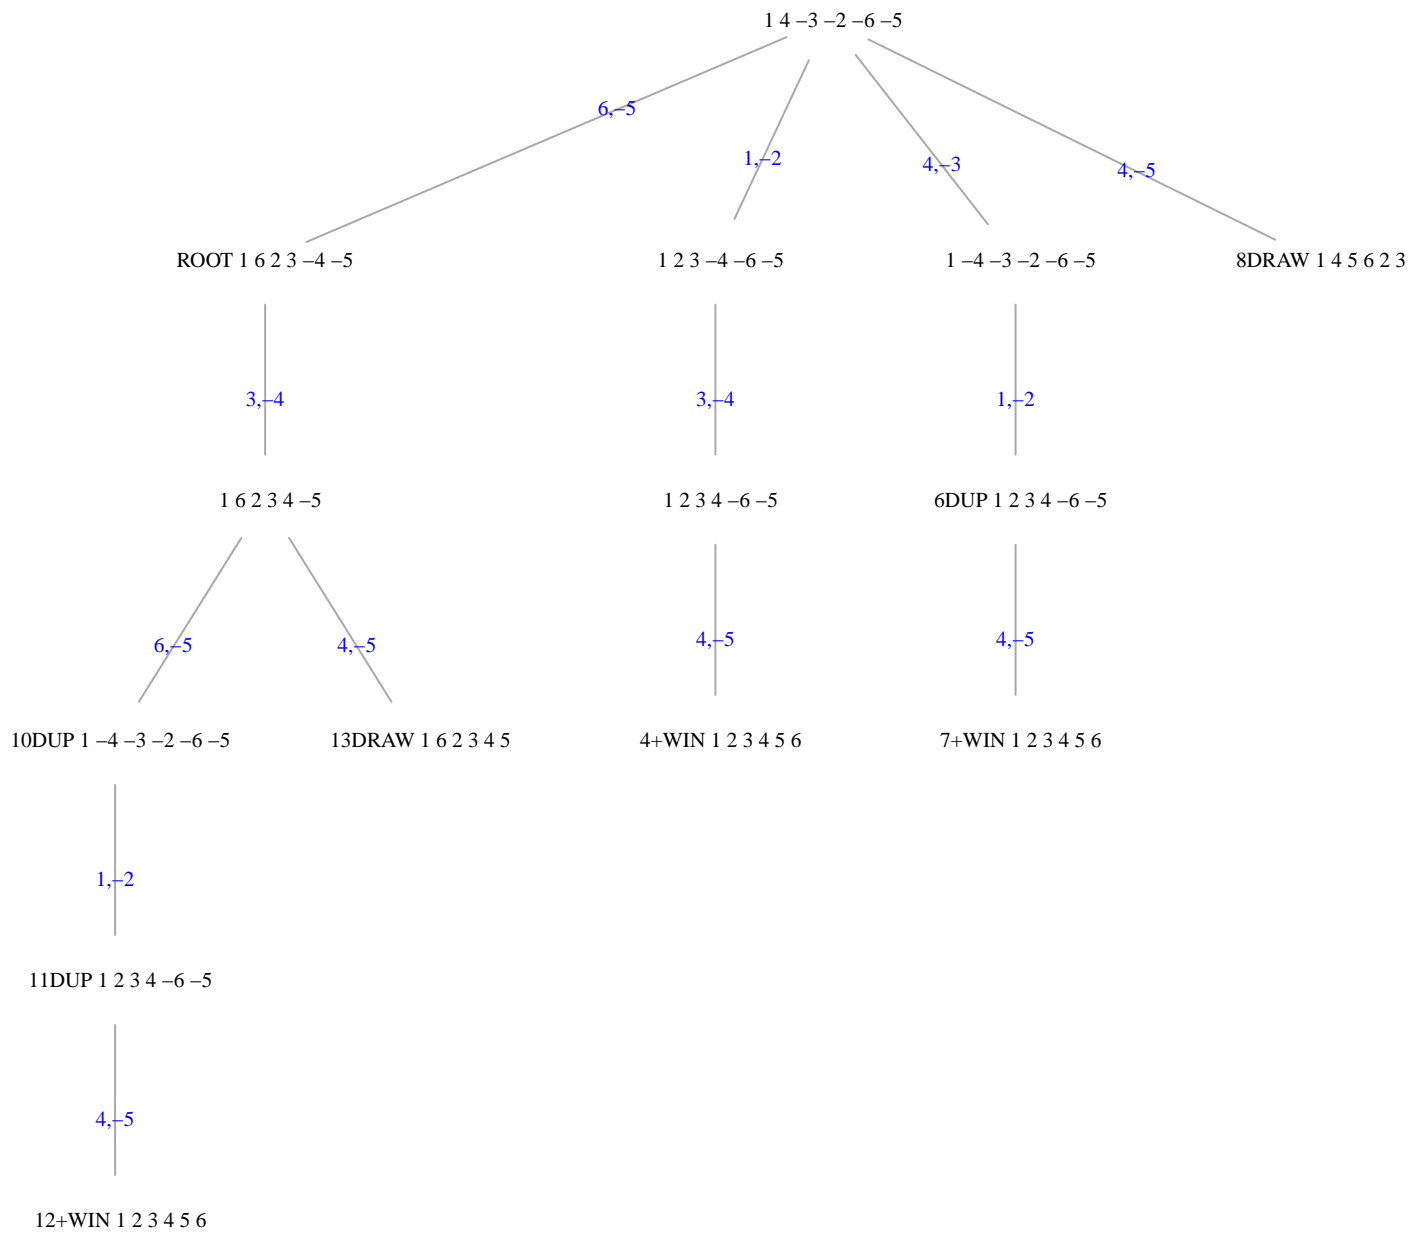 1 4 –3 –2 –6 –5
6,–5
1,–2
4,–3
4,–5
ROOT 1 6 2 3 –4 –5
1 2 3 –4 –6 –5
1 –4 –3 –2 –6 –5
8DRAW 1 4 5 6 2 3
3,–4
3,–4
1,–2
1 6 2 3 4 –5
1 2 3 4 –6 –5
6DUP 1 2 3 4 –6 –5
6,–5
4,–5
4,–5
4,–5
10DUP 1 –4 –3 –2 –6 –5
13DRAW 1 6 2 3 4 5
4+WIN 1 2 3 4 5 6
7+WIN 1 2 3 4 5 6
1,–2
11DUP 1 2 3 4 –6 –5
4,–5
12+WIN 1 2 3 4 5 6